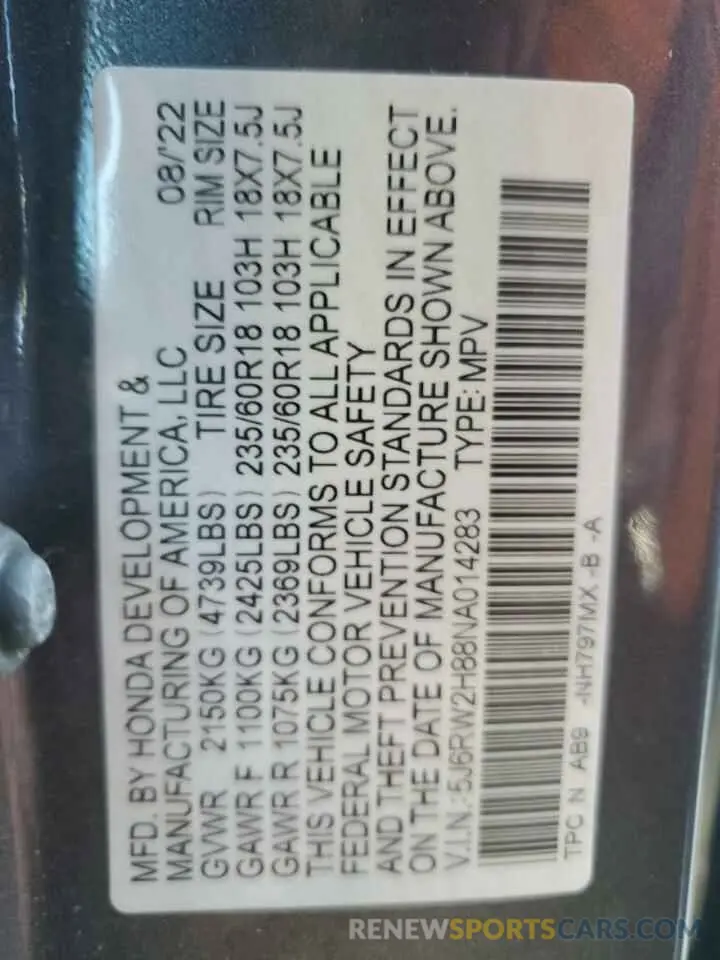 MFD. BY HONDA DEVELOPMENT &
MANUFACTURING OF AMERICA, LLC 08/'22
GVWR 2150KG (4739LBS) TIRE SIZE RIM SIZE
GAWR F 1100KG (2425LBS) 235/60R18 103H 18X7.5J
GAWR R 1075KG (2369LBS) 235/60R18 103H 18X7.5J
THIS VEHICLE CONFORMS TO ALL APPLICABLE
FEDERAL MOTOR VEHICLE SAFETY
AND THEFT PREVENTION STANDARDS IN EFFECT
ON THE DATE OF MANUFACTURE SHOWN ABOVE.
V.I.N.:5J6RW2H88NA014283 TYPE: MPV
TPC N AB9 -NH797MX -B -A
RENEWSPORTSCARS.COM